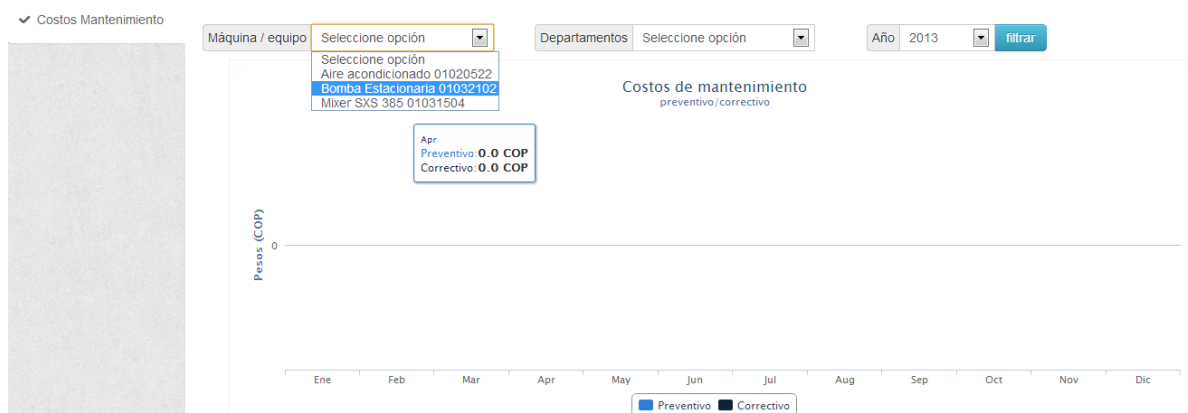 Costos Mantenimiento
Máquina / equipo Seleccione opción Departamentos Seleccione opción Año 2013 filtrar
Seleccione opción
Aire acondicionado 01020522
Bomba Estacionaria 01032102
Mixer SXS 385 01031504
Costos de mantenimiento
preventivo/correctivo
Apr
Preventivo:0.0 COP
Correctivo:0.0 COP
Pesos (COP)
0
Ene Feb Mar Apr May Jun Jul Aug Sep Oct Nov Dic
Preventivo Correctivo